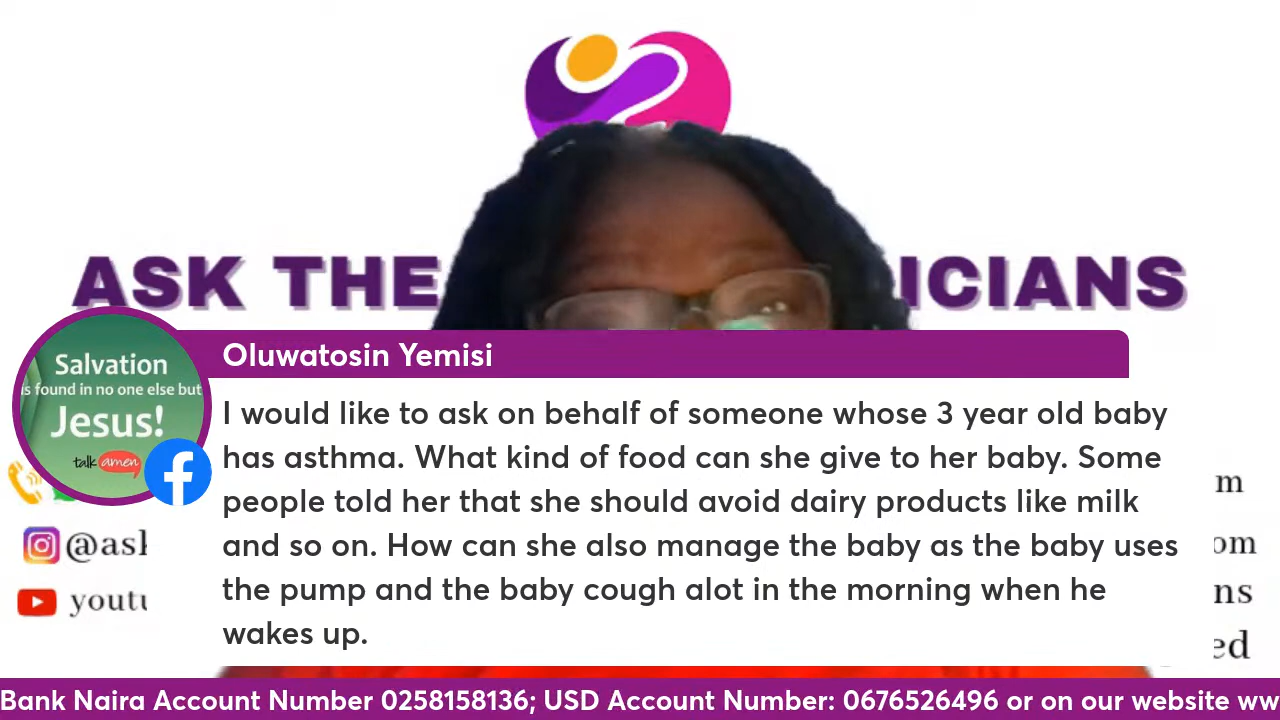 ASK THE ICIANS
Salvation
is found in no one else but
Jesus!
talk amen
Oluwatosin Yemisi
I would like to ask on behalf of someone whose 3 year old baby
has asthma. What kind of food can she give to her baby. Some
people told her that she should avoid dairy products like milk
and so on. How can she also manage the baby as the baby uses
the pump and the baby cough alot in the morning when he
wakes up.
m
@ask
om
youtu
ns
ed
Bank Naira Account Number 0258158136; USD Account Number: 0676526496 or on our website ww